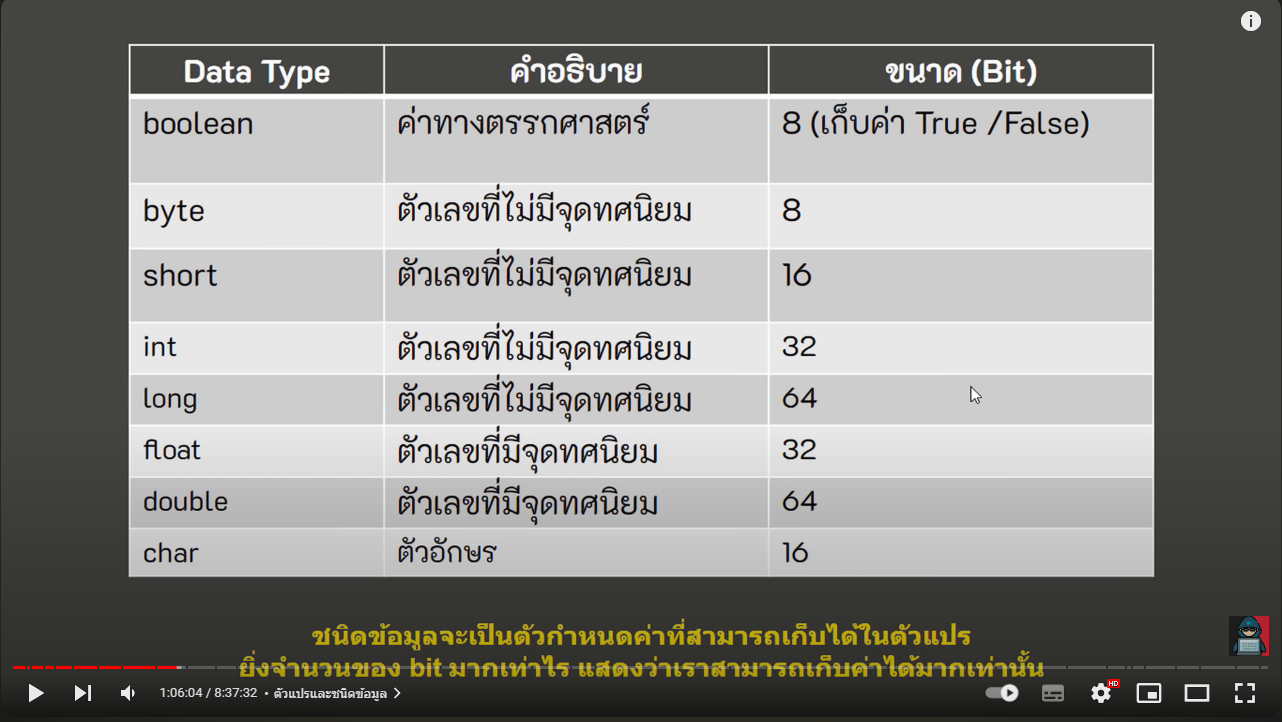 Data Type คำอธิบาย ขนาด (Bit)
boolean ค่าทางตรรกศาสตร์ 8 (เก็บค่า True /False)
byte ตัวเลขที่ไม่มีจุดทศนิยม 8
short ตัวเลขที่ไม่มีจุดทศนิยม 16
int ตัวเลขที่ไม่มีจุดทศนิยม 32
long ตัวเลขที่ไม่มีจุดทศนิยม 64
float ตัวเลขที่มีจุดทศนิยม 32
double ตัวเลขที่มีจุดทศนิยม 64
char ตัวอักษร 16
ชนิดข้อมูลจะเป็นตัวกำหนดค่าที่สามารถเก็บได้ในตัวแปร
ยิ่งจำนวนของ bit มากเท่าไร แสดงว่าเราสามารถเก็บค่าได้มากเท่านั้น
1:06:04 / 8:37:32 • ตัวแปรและชนิดข้อมูล
HD